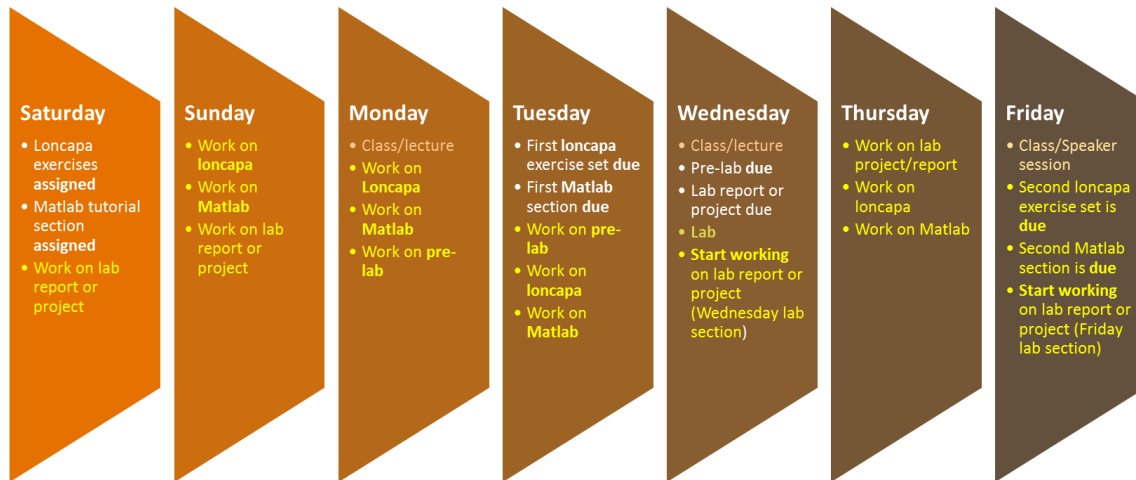 Saturday
• Loncapa
exercises
assigned
• Matlab tutorial
section
assigned
• Work on lab
report or
project
Sunday
• Work on
loncapa
• Work on
Matlab
• Work on lab
report or
project
Monday
• Class/lecture
• Work on
Loncapa
• Work on
Matlab
• Work on pre-
lab
Tuesday
• First loncapa
exercise set due
• First Matlab
section due
• Work on pre-
lab
• Work on
loncapa
• Work on
Matlab
Wednesday
• Class/lecture
• Pre-lab due
• Lab report or
project due
• Lab
• Start working
on lab report or
project
(Wednesday lab
section)
Thursday
• Work on lab
project/report
• Work on
loncapa
• Work on Matlab
Friday
• Class/Speaker
session
• Second loncapa
exercise set is
due
• Second Matlab
section is due
• Start working
on lab report or
project (Friday
lab section)